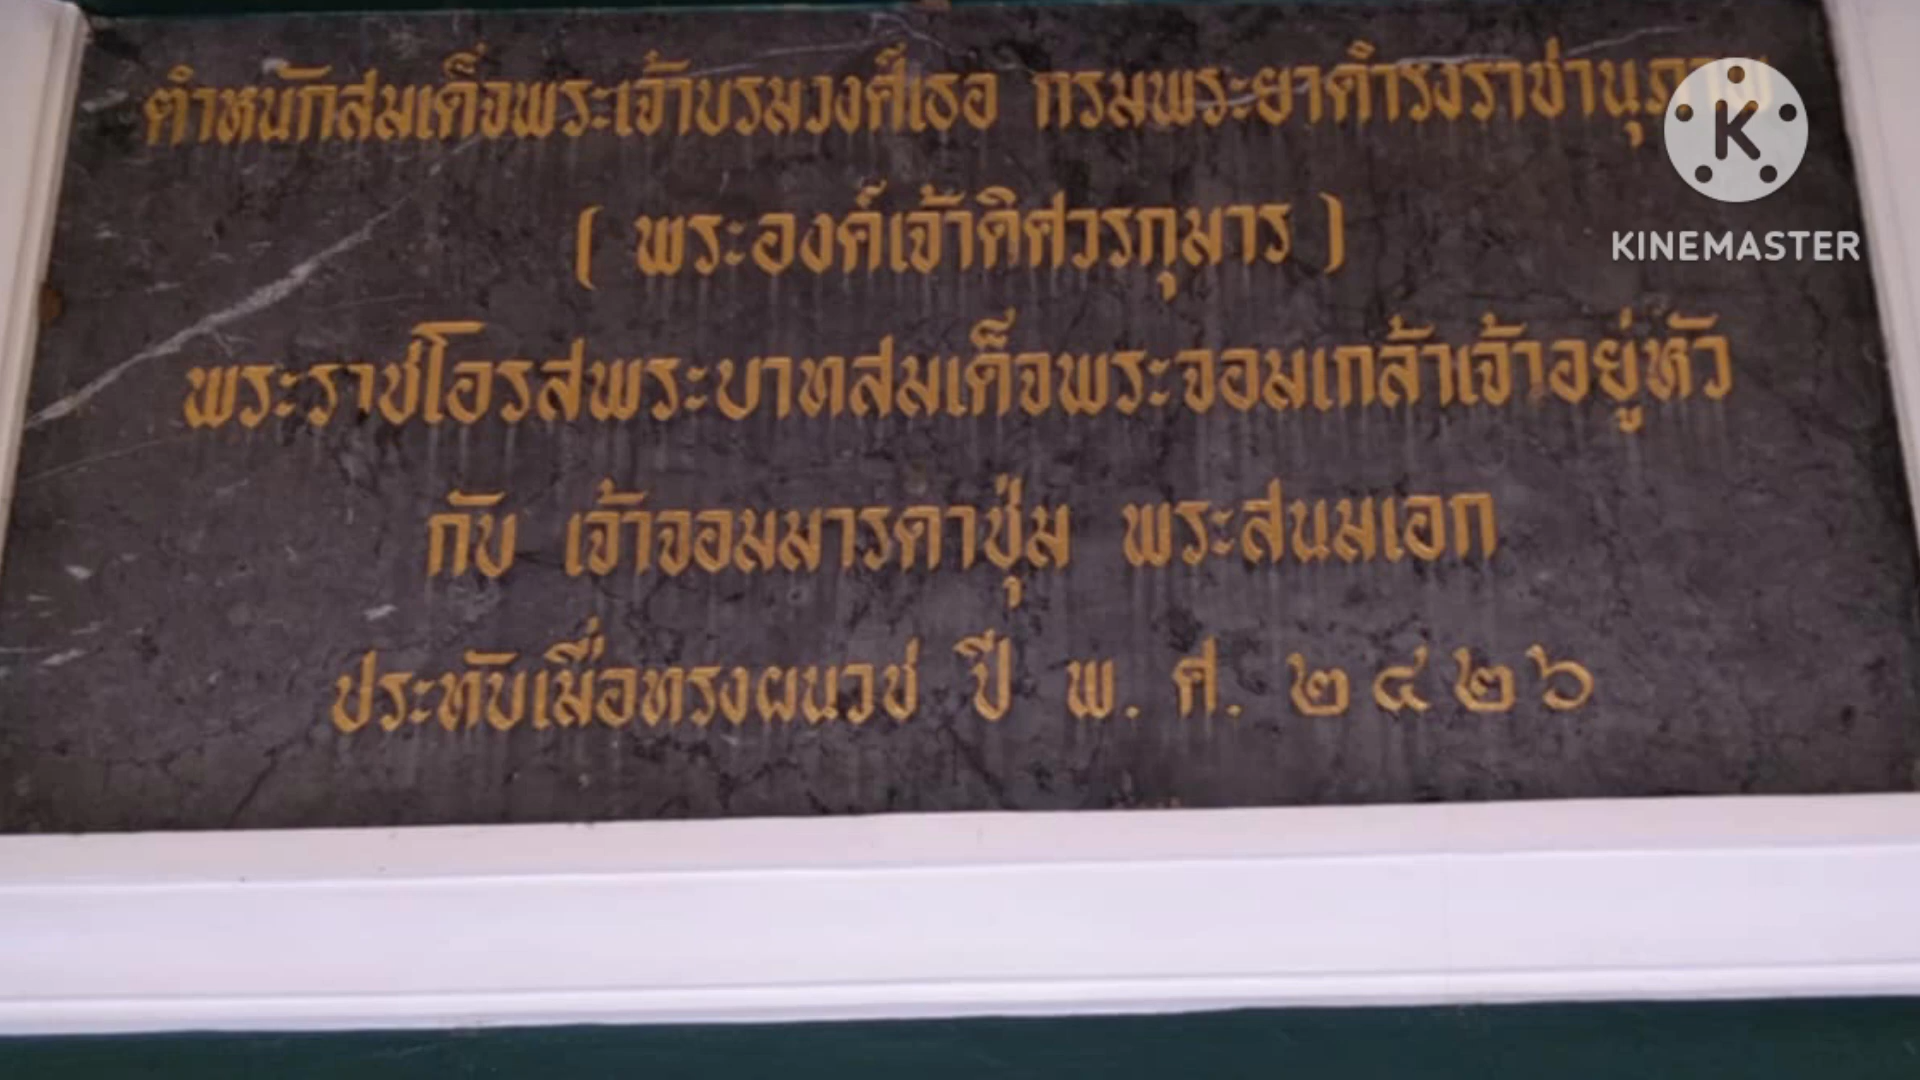 ตำหนักสมเด็จพระเจ้าบรมวงศ์เธอ กรมพระยาดำรงราชานุภาพ
( พระองค์เจ้าดิศวรกุมาร )
พระราชโอรสพระบาทสมเด็จพระจอมเกล้าเจ้าอยู่หัว
กับ เจ้าจอมมารดาชุ่ม พระสนมเอก
ประทับเมื่อทรงผนวช ปี พ. ศ. ๒๔๒๖
KINEMASTER